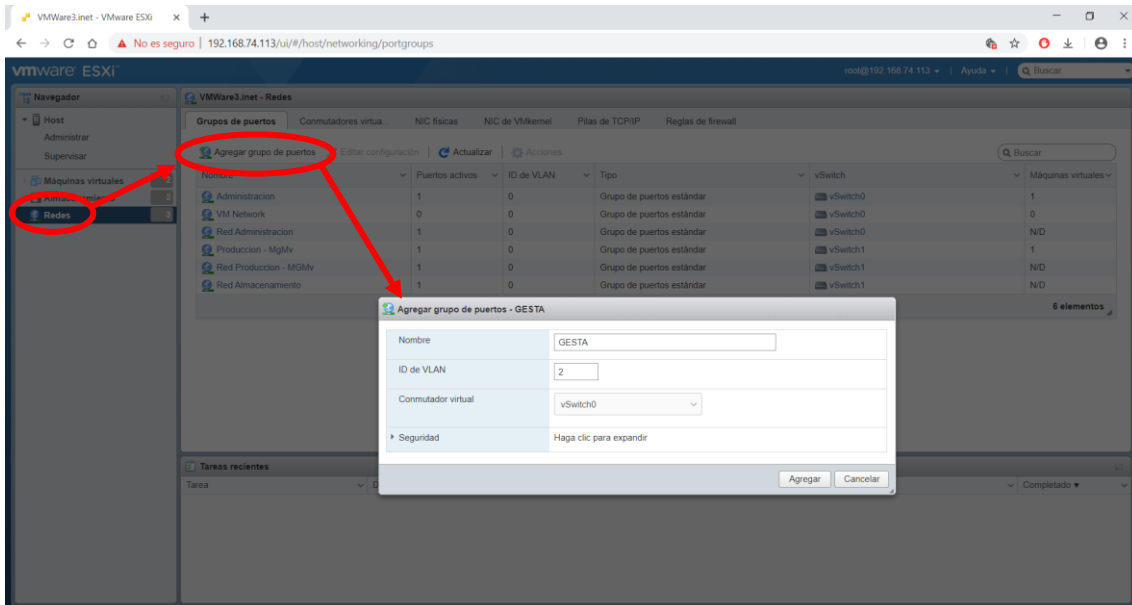 VMWare3.inet - VMware ESXi
No es seguro | 192.168.74.113/ui/#/host/networking/portgroups
vmware ESXi™ root@192.168.74.113 | Ayuda | Buscar
Navegador
VMWare3.inet - Redes
Host
Administrar
Supervisar
Máquinas virtuales 2
Almacenamiento 2
Redes 3
Grupos de puertos Conmutadores virtua... NIC físicas NIC de VMkernel Pilas de TCP/IP Reglas de firewall
Agregar grupo de puertos Editar configuración | Actualizar | Acciones Buscar
Nombre Puertos activos ID de VLAN Tipo vSwitch Máquinas virtuales
Administracion 1 0 Grupo de puertos estándar vSwitch0 1
VM Network 0 0 Grupo de puertos estándar vSwitch0 0
Red Administracion 1 0 Grupo de puertos estándar vSwitch0 N/D
Produccion - MgMv 1 0 Grupo de puertos estándar vSwitch1 1
Red Produccion - MGMv 1 0 Grupo de puertos estándar vSwitch1 N/D
Red Almacenamiento 1 0 Grupo de puertos estándar vSwitch1 N/D
6 elementos
Agregar grupo de puertos - GESTA
Nombre GESTA
ID de VLAN 2
Conmutador virtual vSwitch0
Seguridad Haga clic para expandir
Agregar Cancelar
Tareas recientes
Tarea Completado